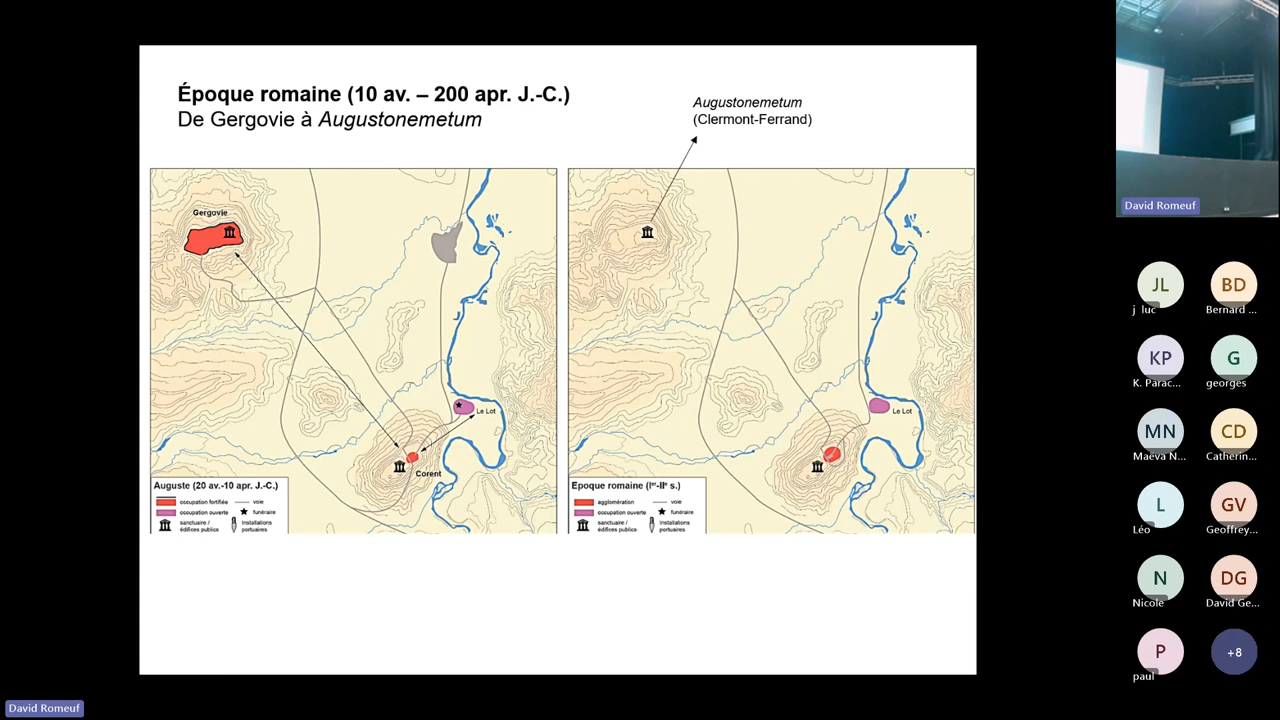 Époque romaine (10 av. – 200 apr. J.-C.)
De Gergovie à Augustonemetum
Augustonemetum
(Clermont-Ferrand)
Gergovie
Le Lot
Corent
Auguste (20 av.-10 apr. J.-C.)
occupation fortifiée
voie
occupation ouverte
funéraire
sanctuaire /
édifices publics
Installations
portuaires
Le Lot
Epoque romaine (Iᵉʳ-IIᵉ s.)
agglomération
voie
occupation ouverte
funéraire
sanctuaire /
édifices publics
Installations
portuaires
David Romeuf
JL
j luc
BD
Bernard ...
KP
K. Parac...
G
georges
MN
Maëva N...
CD
Catherin...
L
Léo
GV
Geoffrey...
N
Nicole
DG
David Ge...
P
paul
+8
David Romeuf